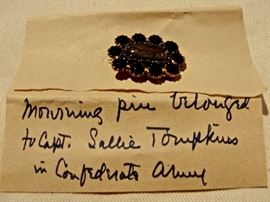 Mourning pin belonged
to Capt. Sallie Tompkins
in Confederate Army